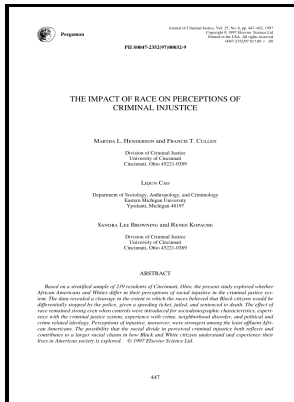 Pergamon
Journal of Criminal Justice, Vol. 25, No. 6, pp. 447–462, 1997
Copyright © 1997 Elsevier Science Ltd
Printed in the USA. All rights reserved
0047-2352/97 $17.00 + .00
PII S0047-2352(97)00032-9
THE IMPACT OF RACE ON PERCEPTIONS OF
CRIMINAL INJUSTICE
MARTHA L. HENDERSON and FRANCIS T. CULLEN
Division of Criminal Justice
University of Cincinnati
Cincinnati, Ohio 45221-0389
LIQUN CAO
Department of Sociology, Anthropology, and Criminology
Eastern Michigan University
Ypsilanti, Michigan 48197
SANDRA LEE BROWNING and RENEE KOPACHE
Division of Criminal Justice
University of Cincinnati
Cincinnati, Ohio 45221-0389
ABSTRACT
Based on a stratified sample of 239 residents of Cincinnati, Ohio, the present study explored whether
African Americans and Whites differ in their perceptions of racial injustice in the criminal justice sys-
tem. The data revealed a cleavage in the extent to which the races believed that Black citizens would be
differentially stopped by the police, given a speeding ticket, jailed, and sentenced to death. The effect of
race remained strong even when controls were introduced for sociodemographic characteristics, experi-
ence with the criminal justice system, experience with crime, neighborhood disorder, and political and
crime related ideology. Perceptions of injustice, moreover, were strongest among the least affluent Afri-
can Americans. The possibility that the racial divide in perceived criminal injustice both reflects and
contributes to a larger racial chasm in how Black and White citizens understand and experience their
lives in American society is explored. © 1997 Elsevier Science Ltd.
447